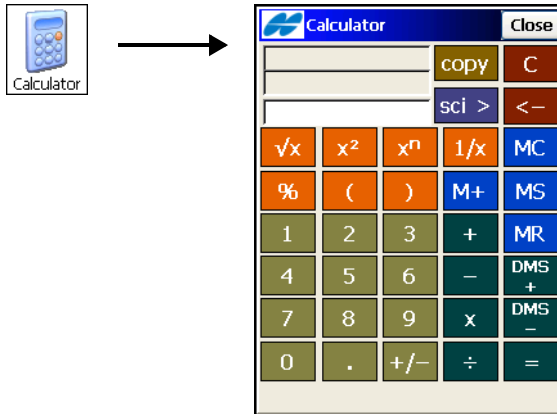 Calculator
Calculator Close
copy C
sci > <–
√x x² xⁿ 1/x MC
% ( ) M+ MS
1 2 3 + MR
4 5 6 – DMS +
7 8 9 x DMS –
0 . +/– ÷ =